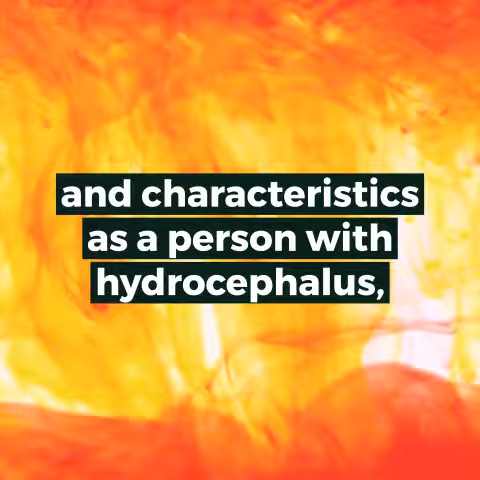 and characteristics
as a person with
hydrocephalus,